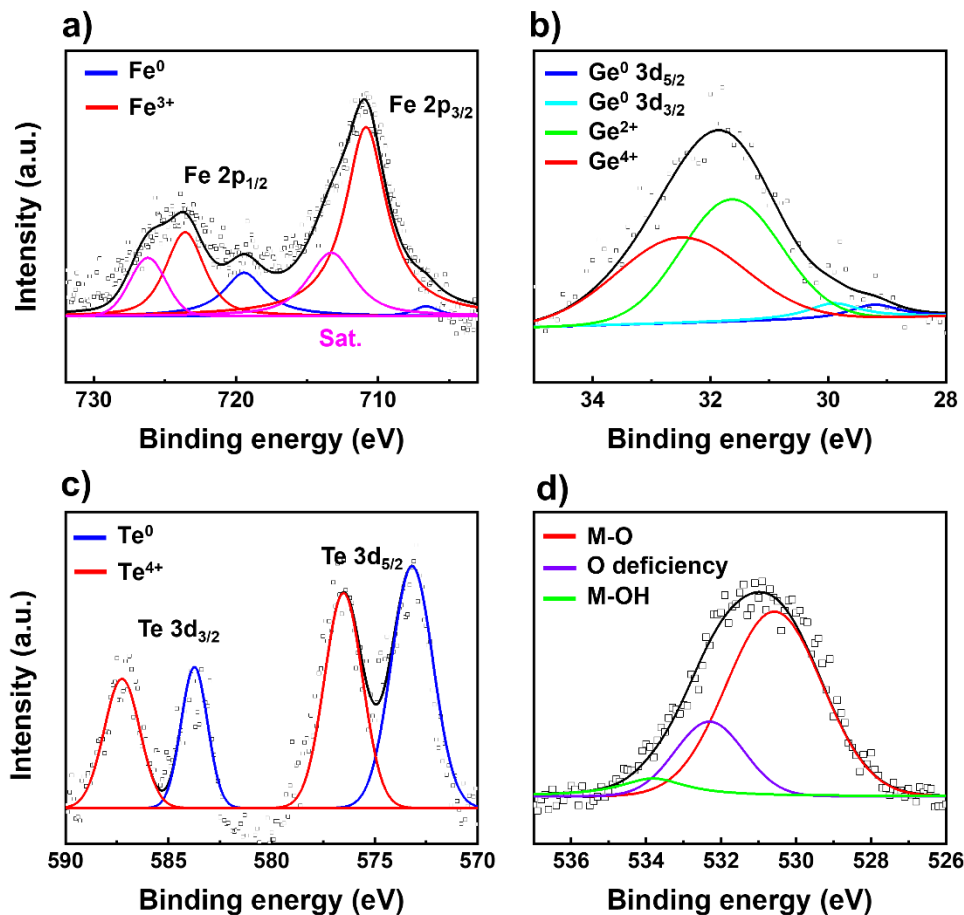 a)
Fe⁰
Fe³⁺
Fe 2p₃/₂
Fe 2p₁/₂
Sat.
Intensity (a.u.)
730 720 710
Binding energy (eV)
b)
Ge⁰ 3d₅/₂
Ge⁰ 3d₃/₂
Ge²⁺
Ge⁴⁺
34 32 30 28
Binding energy (eV)
c)
Te⁰
Te⁴⁺
Te 3d₅/₂
Te 3d₃/₂
Intensity (a.u.)
590 585 580 575 570
Binding energy (eV)
d)
M-O
O deficiency
M-OH
536 534 532 530 528 526
Binding energy (eV)